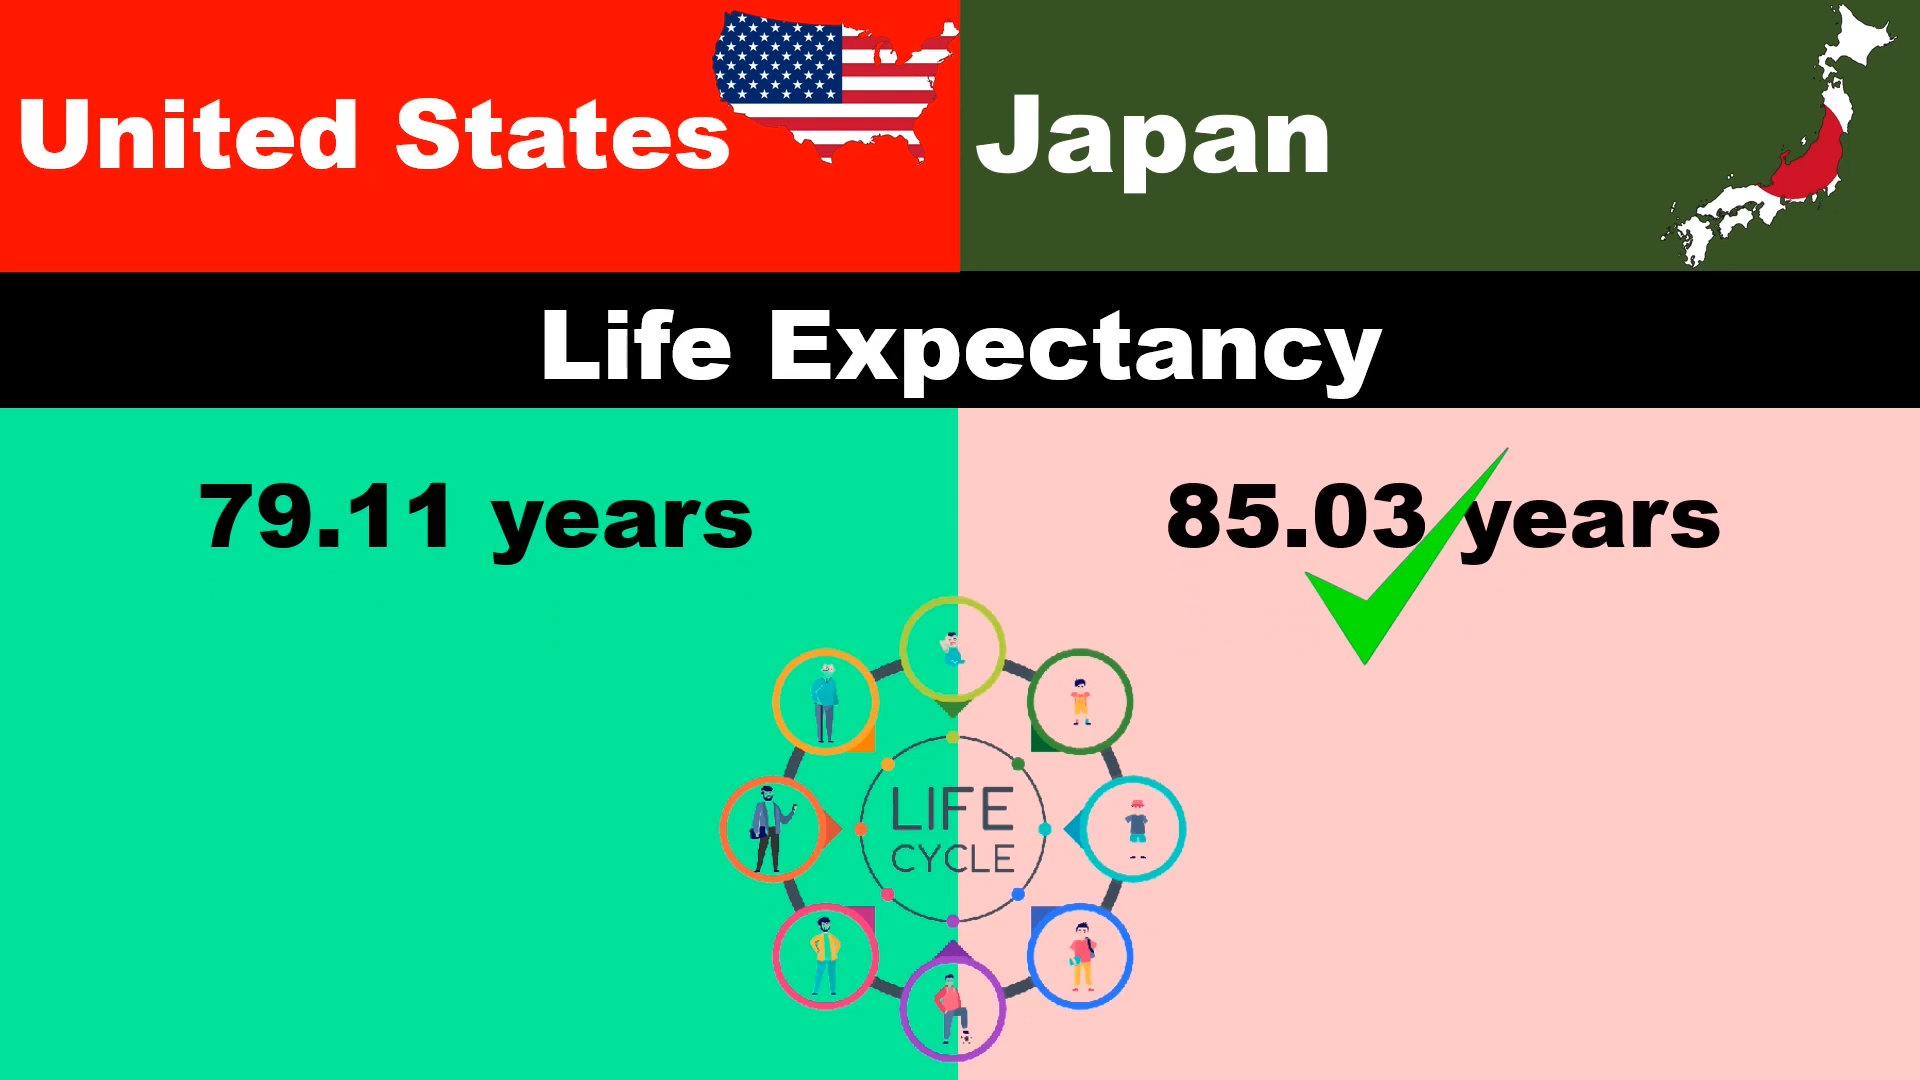 United States
Japan
Life Expectancy
79.11 years
85.03 years
LIFE
CYCLE